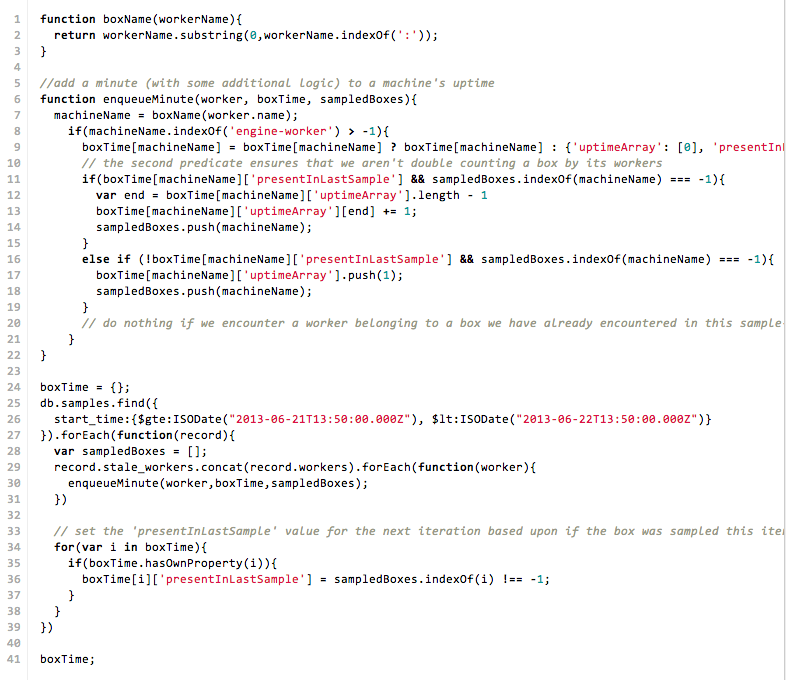 1 function boxName(workerName){
2   return workerName.substring(0,workerName.indexOf(':'));
3 }
4
5 //add a minute (with some additional logic) to a machine's uptime
6 function enqueueMinute(worker, boxTime, sampledBoxes){
7   machineName = boxName(worker.name);
8     if(machineName.indexOf('engine-worker') > -1){
9       boxTime[machineName] = boxTime[machineName] ? boxTime[machineName] : {'uptimeArray': [0], 'presentInl
10       // the second predicate ensures that we aren't double counting a box by its workers
11       if(boxTime[machineName]['presentInLastSample'] && sampledBoxes.indexOf(machineName) === -1){
12         var end = boxTime[machineName]['uptimeArray'].length - 1
13         boxTime[machineName]['uptimeArray'][end] += 1;
14         sampledBoxes.push(machineName);
15       }
16       else if (!boxTime[machineName]['presentInLastSample'] && sampledBoxes.indexOf(machineName) === -1){
17         boxTime[machineName]['uptimeArray'].push(1);
18         sampledBoxes.push(machineName);
19       }
20       // do nothing if we encounter a worker belonging to a box we have already encountered in this sample
21     }
22 }
23
24 boxTime = {};
25 db.samples.find({
26   start_time:{$gte:ISODate("2013-06-21T13:50:00.000Z"), $lt:ISODate("2013-06-22T13:50:00.000Z")}
27 }).forEach(function(record){
28   var sampledBoxes = [];
29   record.stale_workers.concat(record.workers).forEach(function(worker){
30     enqueueMinute(worker,boxTime,sampledBoxes);
31   })
32
33   // set the 'presentInLastSample' value for the next iteration based upon if the box was sampled this ite
34   for(var i in boxTime){
35     if(boxTime.hasOwnProperty(i)){
36       boxTime[i]['presentInLastSample'] = sampledBoxes.indexOf(i) !== -1;
37     }
38   }
39 })
40
41 boxTime;